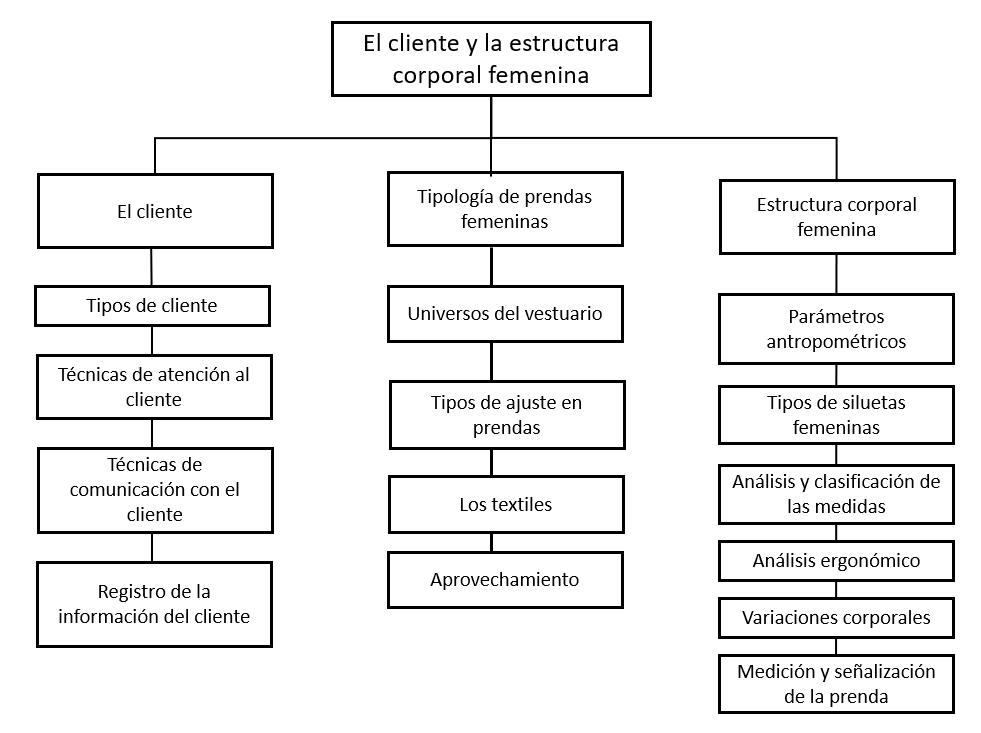 El cliente y la estructura
corporal femenina
El cliente
Tipos de cliente
Técnicas de atención al
cliente
Técnicas de
comunicación con el
cliente
Registro de la
información del cliente
Tipología de prendas
femeninas
Universos del vestuario
Tipos de ajuste en
prendas
Los textiles
Aprovechamiento
Estructura corporal
femenina
Parámetros
antropométricos
Tipos de siluetas
femeninas
Análisis y clasificación de
las medidas
Análisis ergonómico
Variaciones corporales
Medición y señalización
de la prenda